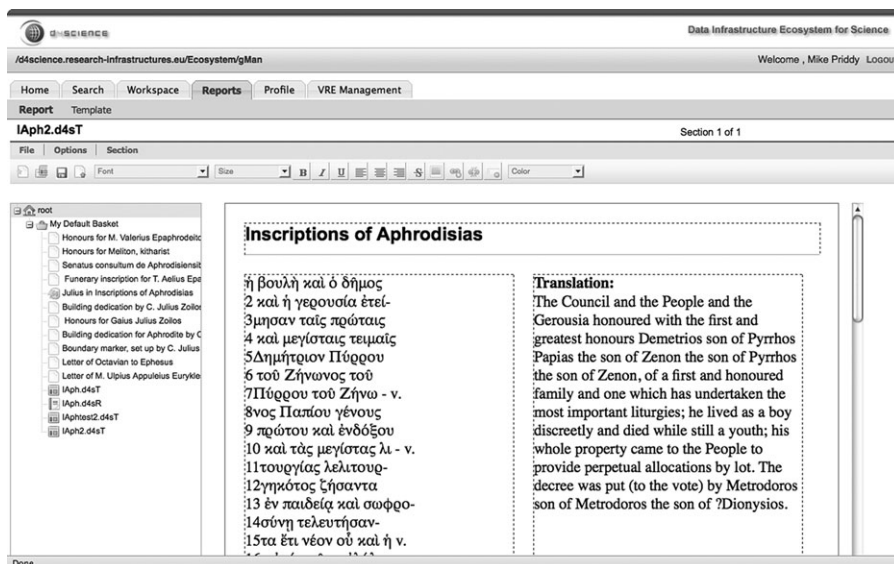 d4science
Data Infrastructure Ecosystem for Science
/d4science.research-infrastructures.eu/Ecosystem/gMan
Welcome , Mike Priddy Logou
Home Search Workspace Reports Profile VRE Management
Report Template
IAph2.d4sT
Section 1 of 1
File Options Section
Font Size B I U S Color
root
My Default Basket
Honours for M. Valerius Epaphrodeito
Honours for Meliton, kitharist
Senatus consultum de Aphrodisiensit
Funerary inscription for T. Aelius Epa
Julius in Inscriptions of Aphrodisias
Building dedication by C. Julius Zoilos
Honours for Gaius Julius Zoilos
Building dedication for Aphrodite by C
Boundary marker, set up by C. Julius
Letter of Octavian to Ephesus
Letter of M. Ulpius Appuleius Eurykle
IAph.d4sT
IAph.d4sR
IAphtest2.d4sT
IAph2.d4sT
Inscriptions of Aphrodisias
ἡ βουλὴ καὶ ὁ δῆμος
2 καὶ ἡ γερουσία ἐτεί-
3μησαν ταῖς πρώταις
4 καὶ μεγίσταις τειμαῖς
5Δημήτριον Πύρρου
6 τοῦ Ζήνωνος τοῦ
7Πύρρου τοῦ Ζήνω - v.
8νος Παπίου γένους
9 πρώτου καὶ ἐνδόξου
10 καὶ τὰς μεγίστας λι - v.
11τουργίας λελιτουρ-
12γηκότος ζήσαντα
13 ἐν παιδείᾳ καὶ σωφρο-
14σύνῃ τελευτήσαν-
15τα ἔτι νέον οὗ καὶ ἡ v.
Translation:
The Council and the People and the
Gerousia honoured with the first and
greatest honours Demetrios son of Pyrrhos
Papias the son of Zenon the son of Pyrrhos
the son of Zenon, of a first and honoured
family and one which has undertaken the
most important liturgies; he lived as a boy
discreetly and died while still a youth; his
whole property came to the People to
provide perpetual allocations by lot. The
decree was put (to the vote) by Metrodoros
son of Metrodoros the son of ?Dionysios.
Done